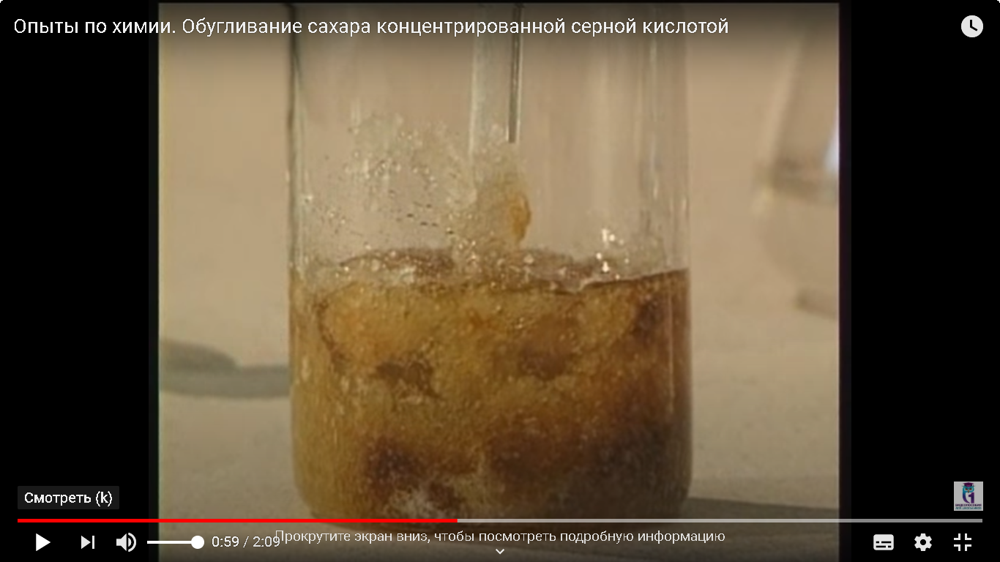 Опыты по химии. Обугливание сахара концентрированной серной кислотой
Смотреть (k)
0:59 / 2:09
Прокрутите экран вниз, чтобы посмотреть подробную информацию